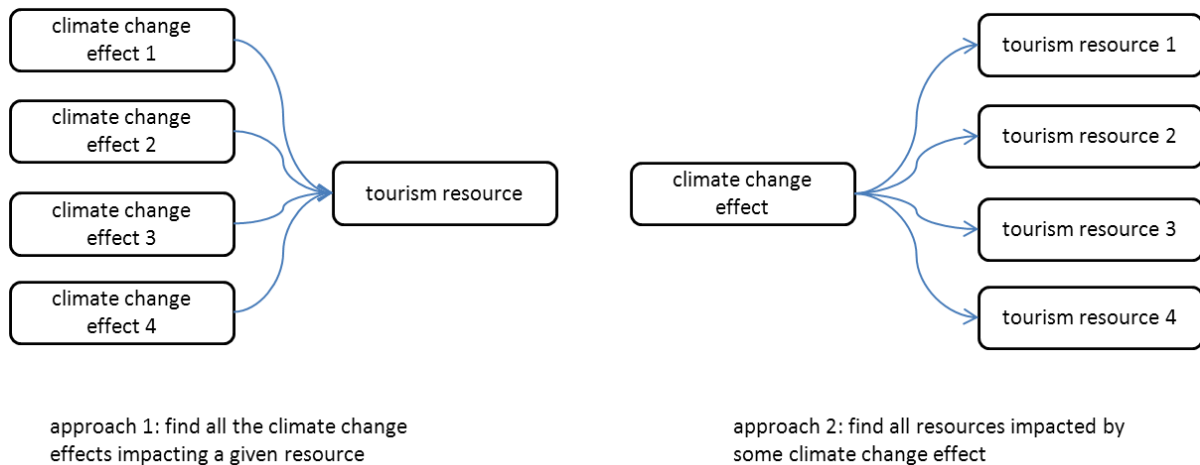 climate change
effect 1
climate change
effect 2
climate change
effect 3
climate change
effect 4
tourism resource
approach 1: find all the climate change
effects impacting a given resource
climate change
effect
tourism resource 1
tourism resource 2
tourism resource 3
tourism resource 4
approach 2: find all resources impacted by
some climate change effect